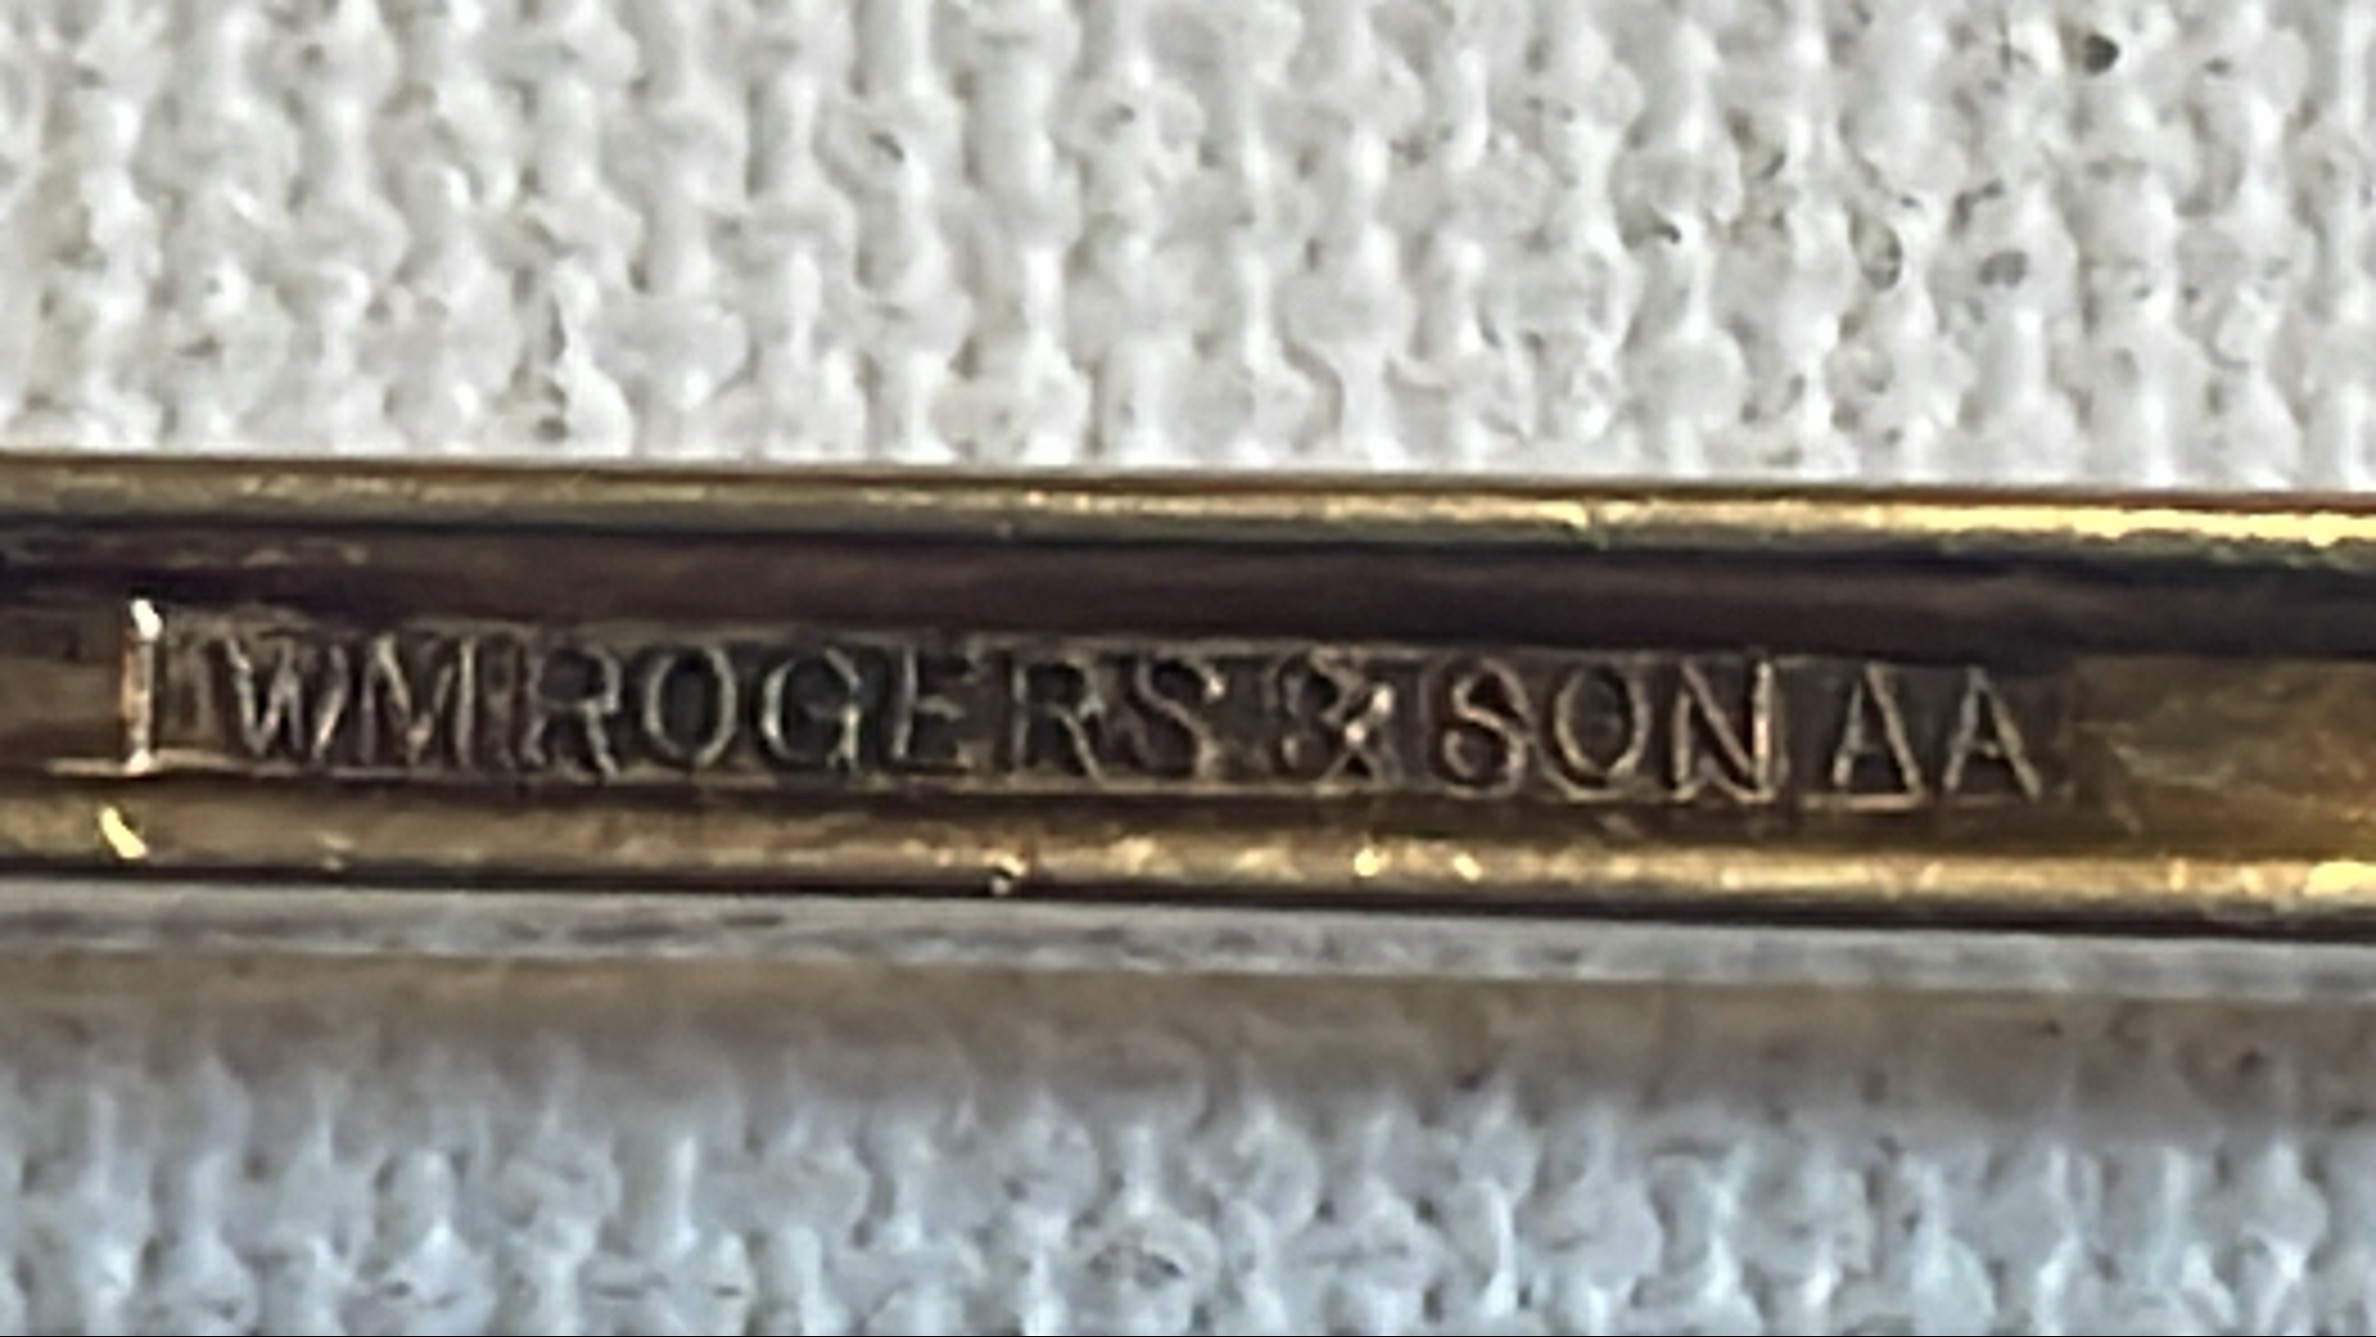 WM ROGERS & SON AA